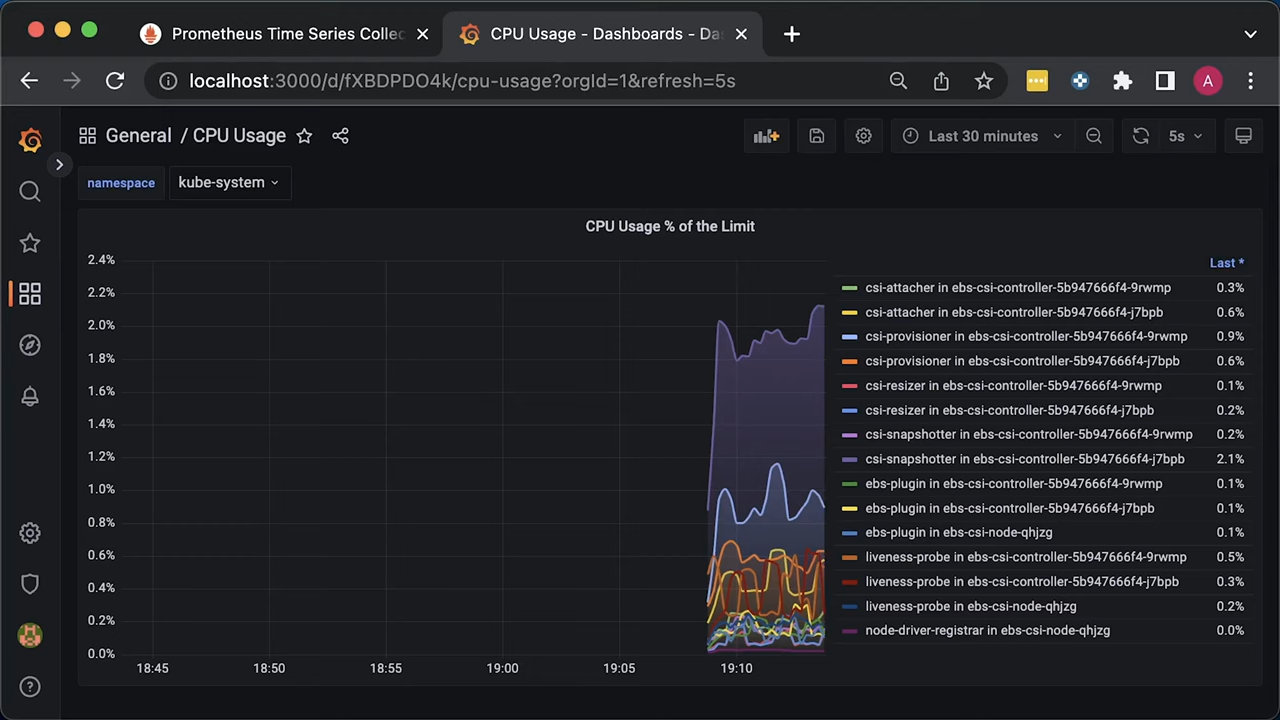 Prometheus Time Series Collec
CPU Usage - Dashboards - Da
localhost:3000/d/fXBDPDO4k/cpu-usage?orgId=1&refresh=5s
A
General / CPU Usage
Last 30 minutes
5s
namespace
kube-system
CPU Usage % of the Limit
2.4%
2.2%
2.0%
1.8%
1.6%
1.4%
1.2%
1.0%
0.8%
0.6%
0.4%
0.2%
0.0%
18:45 18:50 18:55 19:00 19:05 19:10
Last *
csi-attacher in ebs-csi-controller-5b947666f4-9rwmp 0.3%
csi-attacher in ebs-csi-controller-5b947666f4-j7bpb 0.6%
csi-provisioner in ebs-csi-controller-5b947666f4-9rwmp 0.9%
csi-provisioner in ebs-csi-controller-5b947666f4-j7bpb 0.6%
csi-resizer in ebs-csi-controller-5b947666f4-9rwmp 0.1%
csi-resizer in ebs-csi-controller-5b947666f4-j7bpb 0.2%
csi-snapshotter in ebs-csi-controller-5b947666f4-9rwmp 0.2%
csi-snapshotter in ebs-csi-controller-5b947666f4-j7bpb 2.1%
ebs-plugin in ebs-csi-controller-5b947666f4-9rwmp 0.1%
ebs-plugin in ebs-csi-controller-5b947666f4-j7bpb 0.1%
ebs-plugin in ebs-csi-node-qhjzg 0.1%
liveness-probe in ebs-csi-controller-5b947666f4-9rwmp 0.5%
liveness-probe in ebs-csi-controller-5b947666f4-j7bpb 0.3%
liveness-probe in ebs-csi-node-qhjzg 0.2%
node-driver-registrar in ebs-csi-node-qhjzg 0.0%